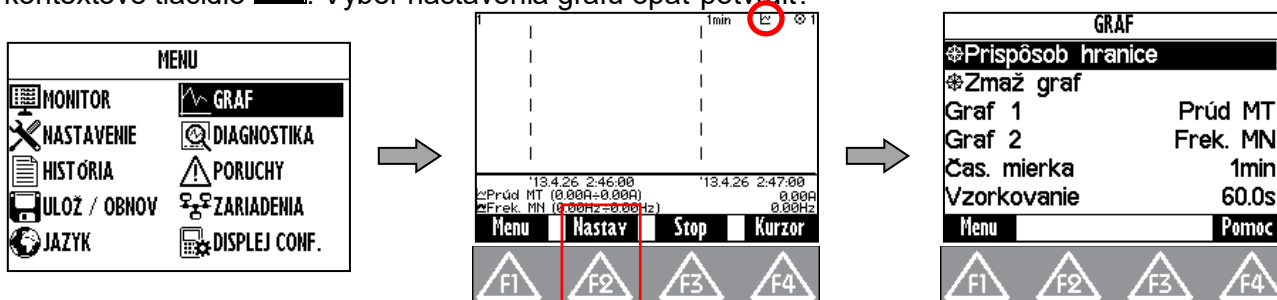 kontextové tlačidlo . Výber nastavenia grafu opäť potvrdiť.
MENU
MONITOR GRAF
NASTAVENIE DIAGNOSTIKA
HISTÓRIA PORUCHY
ULOŽ / OBNOV ZARIADENIA
JAZYK DISPLEJ CONF.
1 1min 1
'13.4.26 2:46:00 '13.4.26 2:47:00
Prúd MT (0.00A÷0.00A) 0.00A
Frek. MN (0.00Hz÷0.00Hz) 0.00Hz
Menu Nastav Stop Kurzor
F1 F2 F3 F4
GRAF
Prispôsob hranice
Zmaž graf
Graf 1 Prúd MT
Graf 2 Frek. MN
Čas. mierka 1min
Vzorkovanie 60.0s
Menu Pomoc
F1 F2 F3 F4